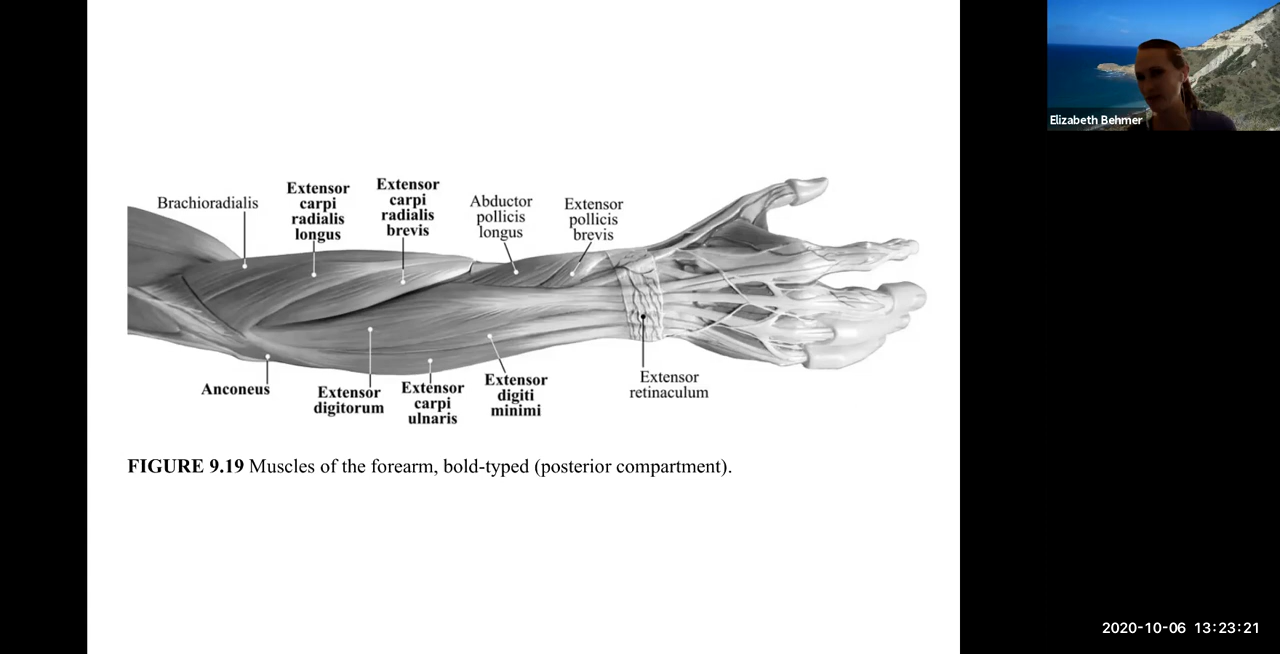 Elizabeth Behmer
Brachioradialis
Extensor
carpi
radialis
longus
Extensor
carpi
radialis
brevis
Abductor
pollicis
longus
Extensor
pollicis
brevis
Anconeus
Extensor
digitorum
Extensor
carpi
ulnaris
Extensor
digiti
minimi
Extensor
retinaculum
FIGURE 9.19 Muscles of the forearm, bold-typed (posterior compartment).
2020-10-06 13:23:21